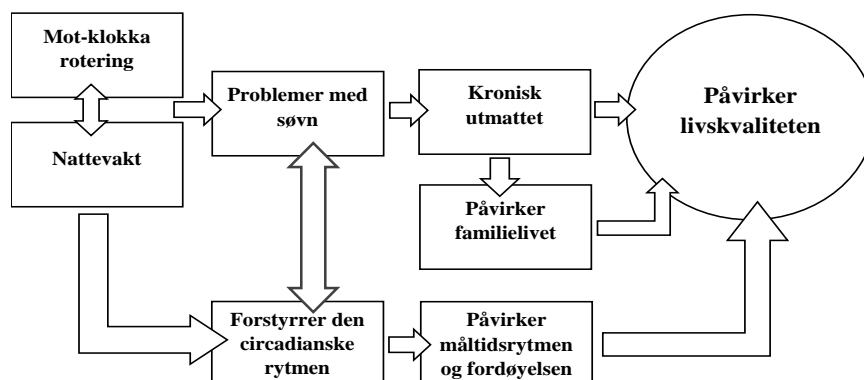 Mot-klokka
rotering
Nattevakt
Problemer med
søvn
Kronisk
utmattet
Påvirker
livskvaliteten
Påvirker
familielivet
Forstyrrer den
circadianske
rytmen
Påvirker
måltidsrytmen
og fordøyelsen